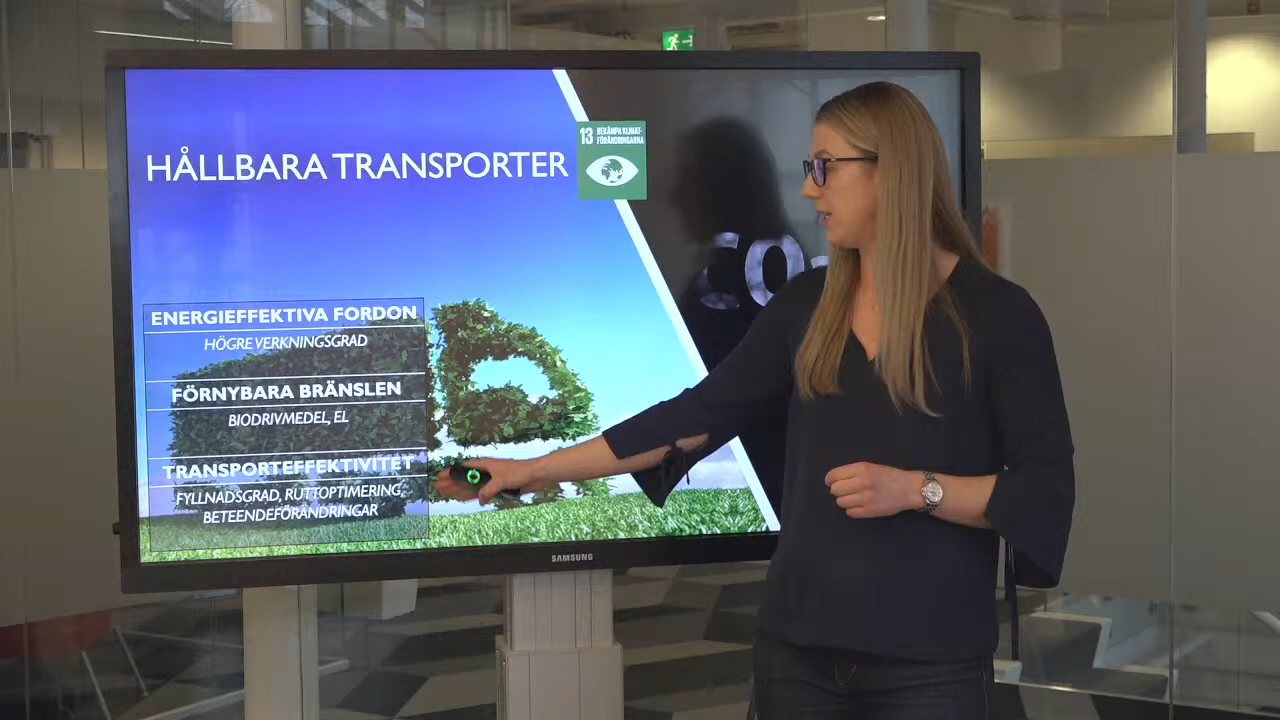 HÅLLBARA TRANSPORTER
13 BEKÄMPA KLIMAT-
FÖRÄNDRINGARNA
CO
ENERGIEFFEKTIVA FORDON
HÖGRE VERKNINGSGRAD
FÖRNYBARA BRÄNSLEN
BIODRIVMEDEL, EL
TRANSPORTEFFEKTIVITET
FYLLNADSGRAD, RUTTOPTIMERING,
BETEENDEFÖRÄNDRINGAR
SAMSUNG